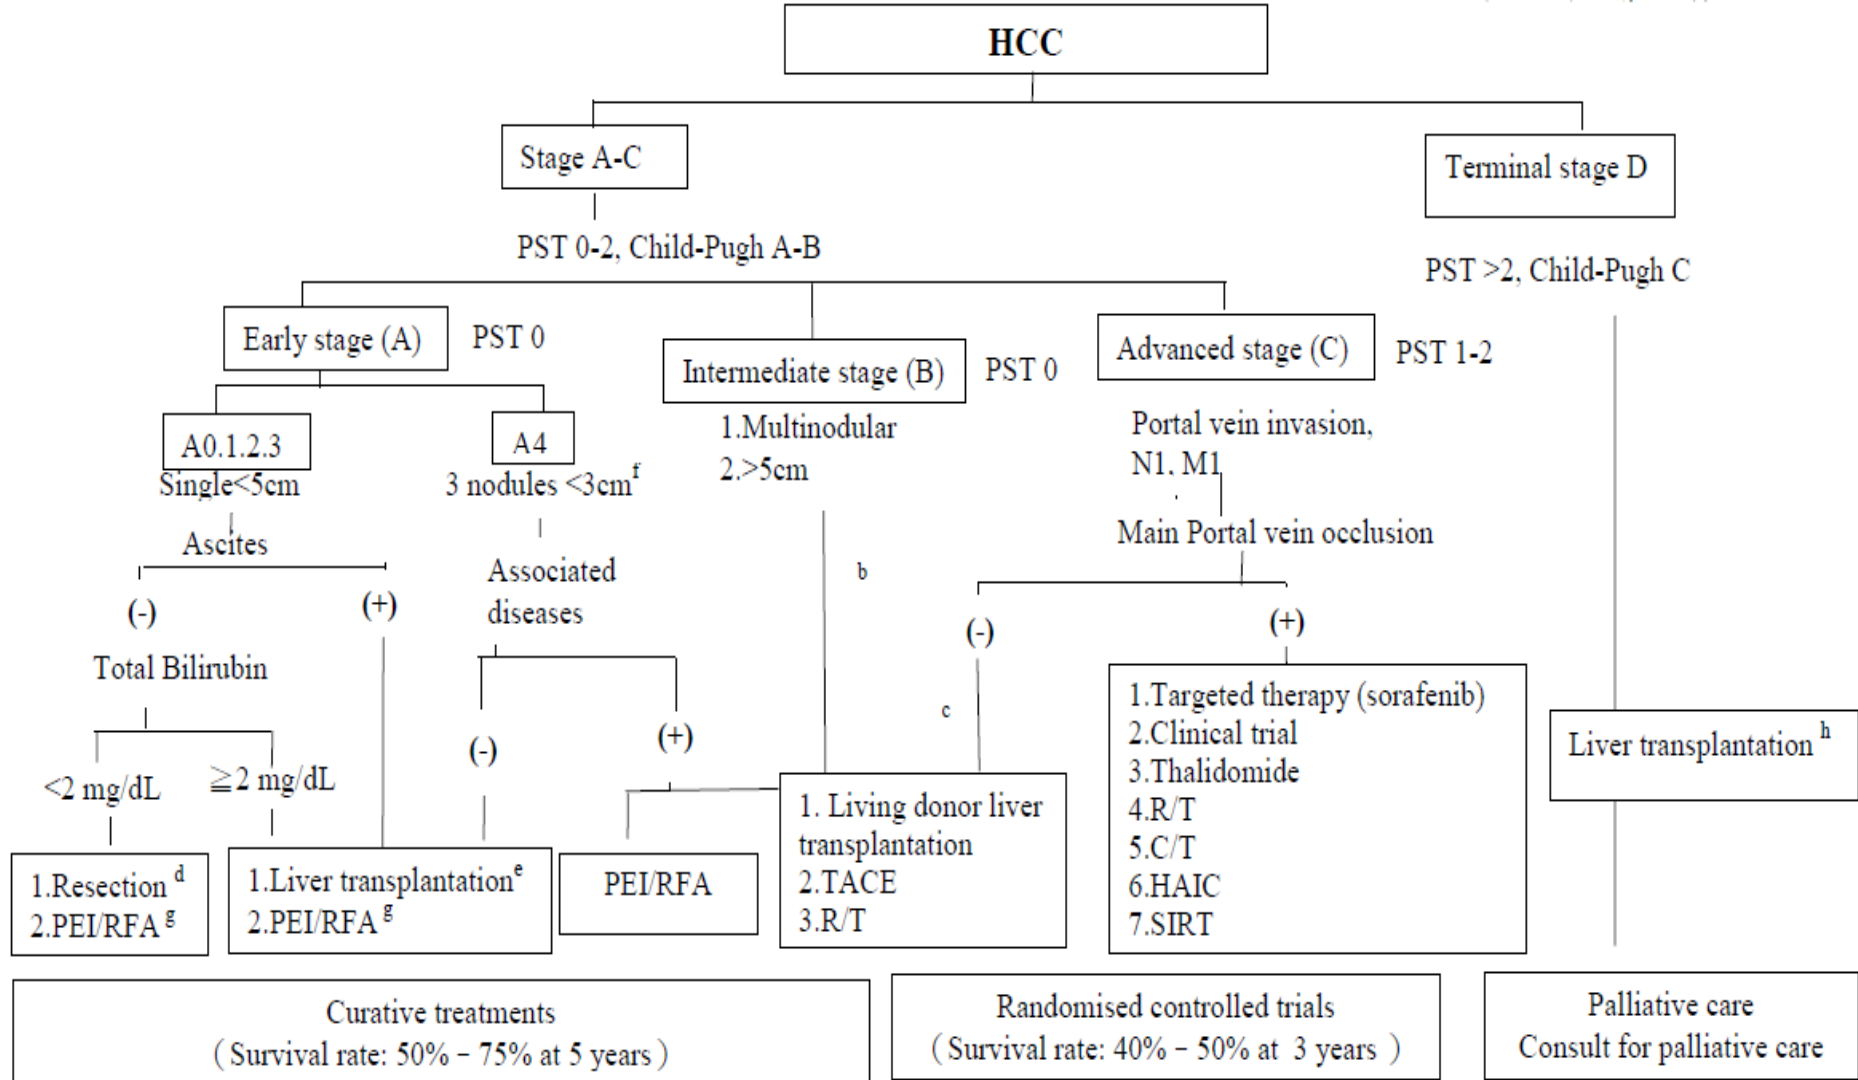 HCC
Stage A-C
Terminal stage D
PST 0-2, Child-Pugh A-B
PST >2, Child-Pugh C
Early stage (A)
PST 0
Intermediate stage (B)
PST 0
Advanced stage (C)
PST 1-2
A0.1.2.3
Single<5cm
A4
3 nodules <3cm f
1.Multinodular
2.>5cm
Portal vein invasion,
N1, M1
Main Portal vein occlusion
Ascites
(-)
(+)
Associated
diseases
b
(-)
(+)
Total Bilirubin
(-)
(+)
c
<2 mg/dL
≧2 mg/dL
1.Resection d
2.PEI/RFA g
1.Liver transplantation e
2.PEI/RFA g
PEI/RFA
1. Living donor liver
transplantation
2.TACE
3.R/T
1.Targeted therapy (sorafenib)
2.Clinical trial
3.Thalidomide
4.R/T
5.C/T
6.HAIC
7.SIRT
Liver transplantation h
Curative treatments
(Survival rate: 50% – 75% at 5 years)
Randomised controlled trials
(Survival rate: 40% – 50% at 3 years )
Palliative care
Consult for palliative care